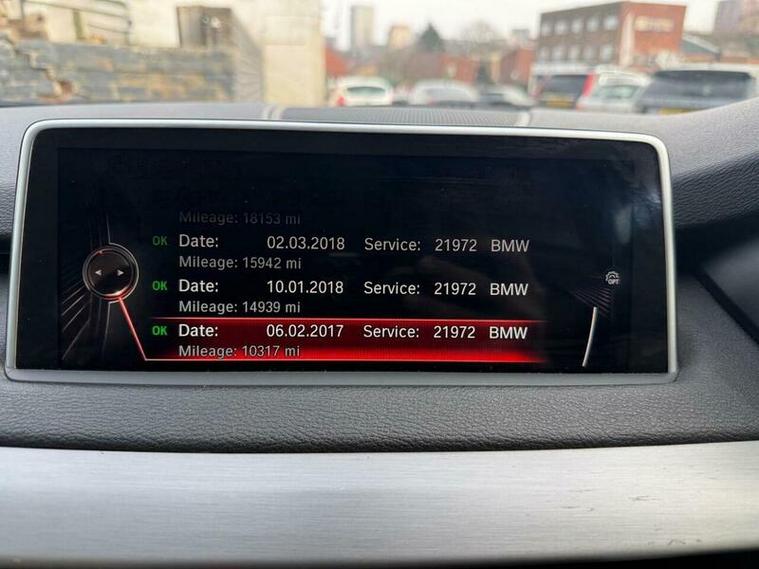 Mileage: 18153 mi
OK Date: 02.03.2018 Service: 21972 BMW
Mileage: 15942 mi
OK Date: 10.01.2018 Service: 21972 BMW
Mileage: 14939 mi
OK Date: 06.02.2017 Service: 21972 BMW
Mileage: 10317 mi
OPT